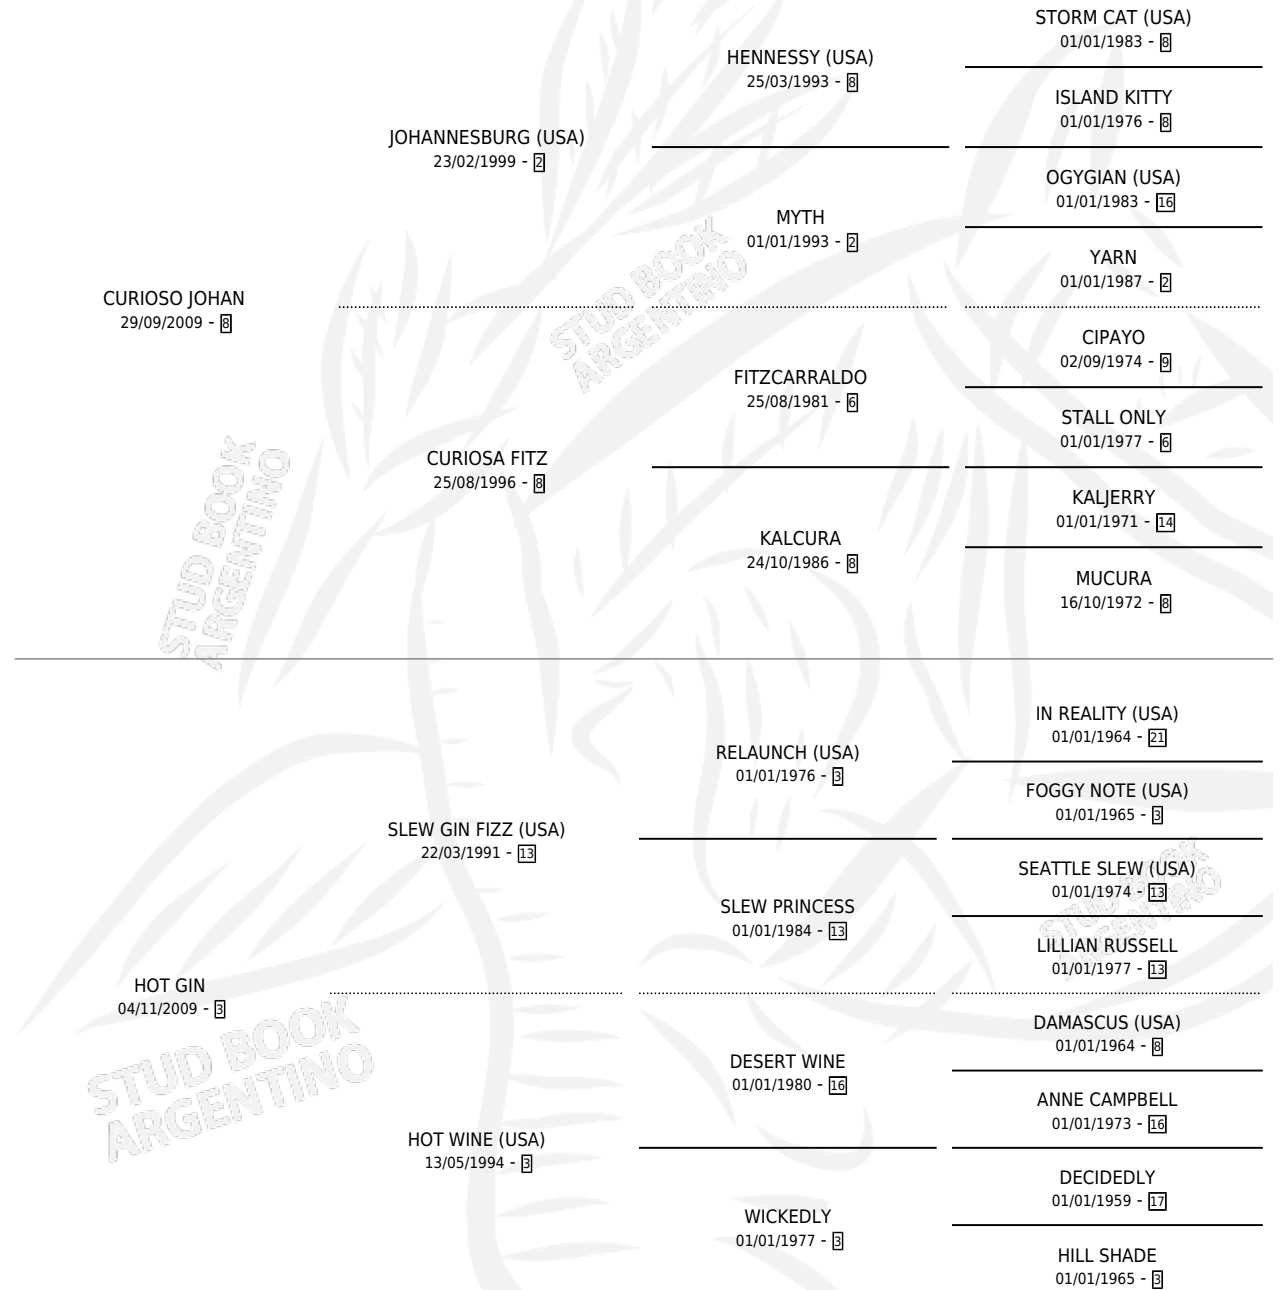 STORM CAT (USA)
01/01/1983 - 8
HENNESSY (USA)
25/03/1993 - 8
ISLAND KITTY
01/01/1976 - 8
JOHANNESBURG (USA)
23/02/1999 - 2
OGYGIAN (USA)
01/01/1983 - 16
MYTH
01/01/1993 - 2
YARN
01/01/1987 - 2
CURIOSO JOHAN
29/09/2009 - 8
CIPAYO
02/09/1974 - 9
FITZCARRALDO
25/08/1981 - 6
STALL ONLY
01/01/1977 - 6
CURIOSA FITZ
25/08/1996 - 8
KALJERRY
01/01/1971 - 14
KALCURA
24/10/1986 - 8
MUCURA
16/10/1972 - 8
STUD BOOK
ARGENTINO
STUD BOOK
ARGENTINO
IN REALITY (USA)
01/01/1964 - 21
RELAUNCH (USA)
01/01/1976 - 3
FOGGY NOTE (USA)
01/01/1965 - 3
SLEW GIN FIZZ (USA)
22/03/1991 - 13
SEATTLE SLEW (USA)
01/01/1974 - 13
SLEW PRINCESS
01/01/1984 - 13
LILLIAN RUSSELL
01/01/1977 - 13
HOT GIN
04/11/2009 - 3
DAMASCUS (USA)
01/01/1964 - 8
DESERT WINE
01/01/1980 - 16
ANNE CAMPBELL
01/01/1973 - 16
HOT WINE (USA)
13/05/1994 - 3
DECIDEDLY
01/01/1959 - 17
WICKEDLY
01/01/1977 - 3
HILL SHADE
01/01/1965 - 3
STUD BOOK
ARGENTINO
STUD BOOK
ARGENTINO